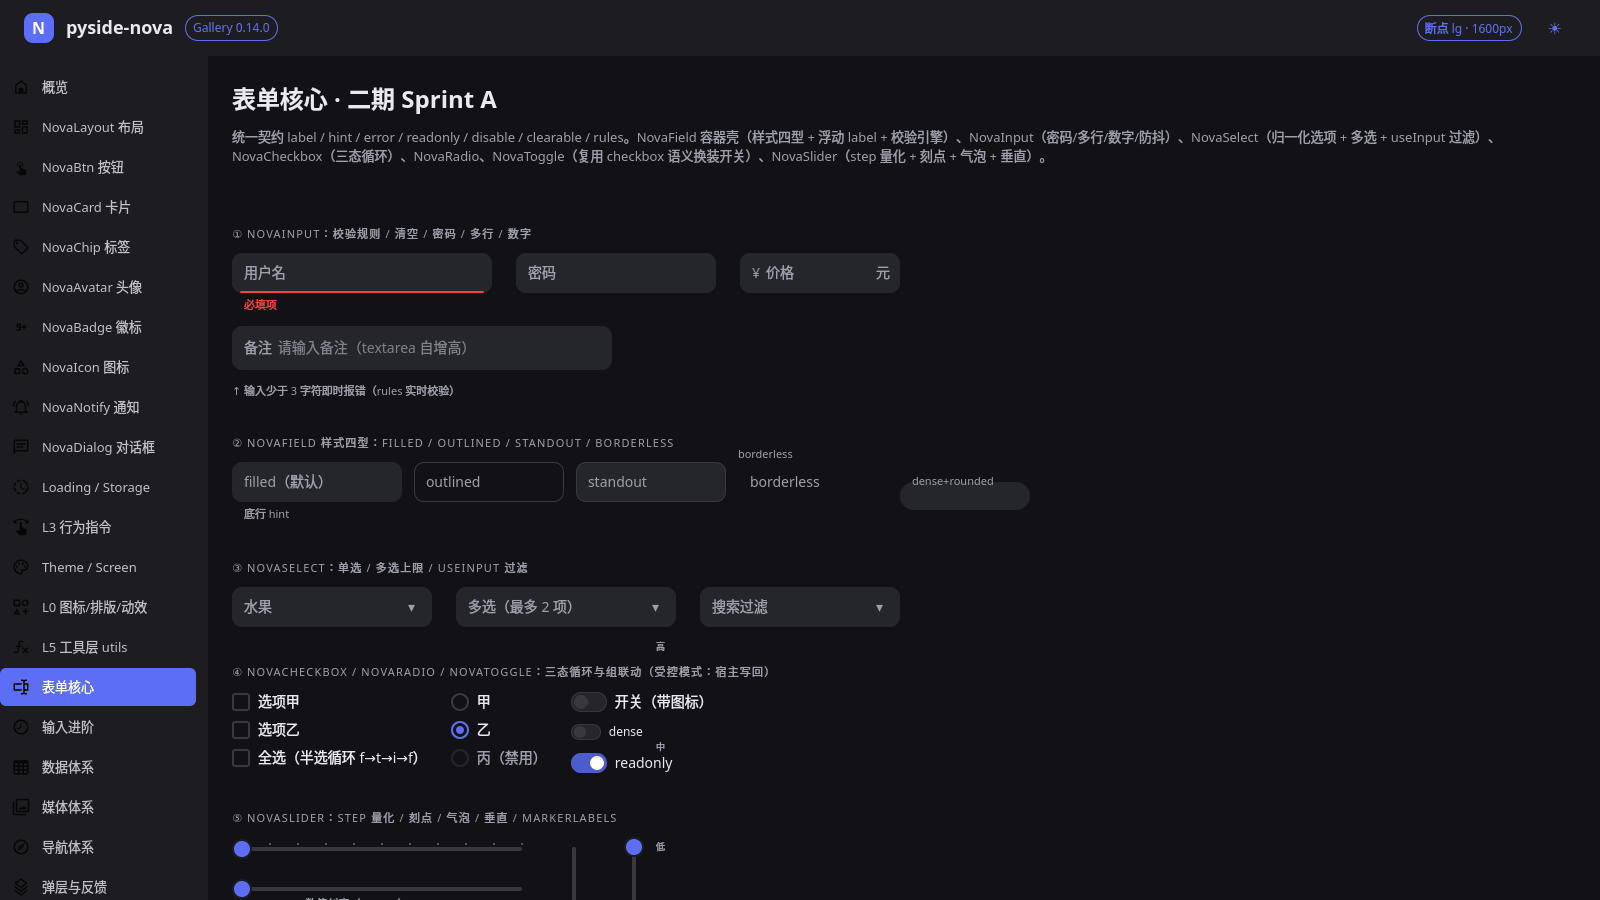 N pyside-nova Gallery 0.14.0 断点 lg · 1600px
概览
NovaLayout 布局
NovaBtn 按钮
NovaCard 卡片
NovaChip 标签
NovaAvatar 头像
9+ NovaBadge 徽标
NovaIcon 图标
NovaNotify 通知
NovaDialog 对话框
Loading / Storage
L3 行为指令
Theme / Screen
L0 图标/排版/动效
L5 工具层 utils
表单核心
输入进阶
数据体系
媒体体系
导航体系
弹层与反馈
表单核心 · 二期 Sprint A
统一契约 label / hint / error / readonly / disable / clearable / rules。NovaField 容器壳（样式四型 + 浮动 label + 校验引擎）、NovaInput（密码/多行/数字/防抖）、NovaSelect（归一化选项 + 多选 + useInput 过滤）、
NovaCheckbox（三态循环）、NovaRadio、NovaToggle（复用 checkbox 语义换装开关）、NovaSlider（step 量化 + 刻点 + 气泡 + 垂直）。
① NOVAINPUT：校验规则 / 清空 / 密码 / 多行 / 数字
用户名 密码 ¥ 价格 元
必填项
备注 请输入备注（textarea 自增高）
↑ 输入少于 3 字符即时报错（rules 实时校验）
② NOVAFIELD 样式四型：FILLED / OUTLINED / STANDOUT / BORDERLESS
borderless
filled（默认） outlined standout borderless dense+rounded
底行 hint
③ NOVASELECT：单选 / 多选上限 / USEINPUT 过滤
水果 ▼ 多选（最多 2 项） ▼ 搜索过滤 ▼
高
④ NOVACHECKBOX / NOVARADIO / NOVATOGGLE：三态循环与组联动（受控模式：宿主写回）
选项甲 甲 开关（带图标）
选项乙 乙 dense
中
全选（半选循环 f→t→i→f） 丙（禁用） readonly
⑤ NOVASLIDER：STEP 量化 / 刻点 / 气泡 / 垂直 / MARKERLABELS
低